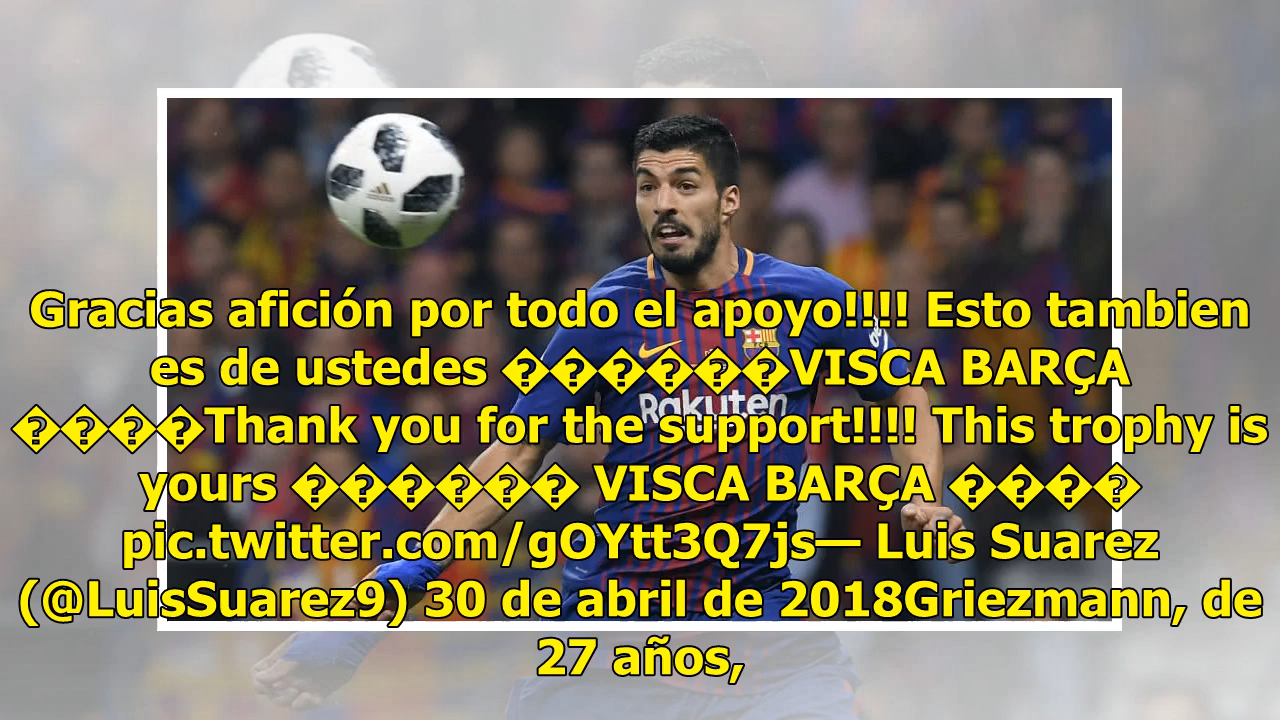 Gracias afición por todo el apoyo!!!! Esto tambien
es de ustedes ������VISCA BARÇA
����Thank you for the support!!!! This trophy is
yours ������ VISCA BARÇA ����
pic.twitter.com/gOYtt3Q7js— Luis Suarez
(@LuisSuarez9) 30 de abril de 2018Griezmann, de
27 años,
Rakuten